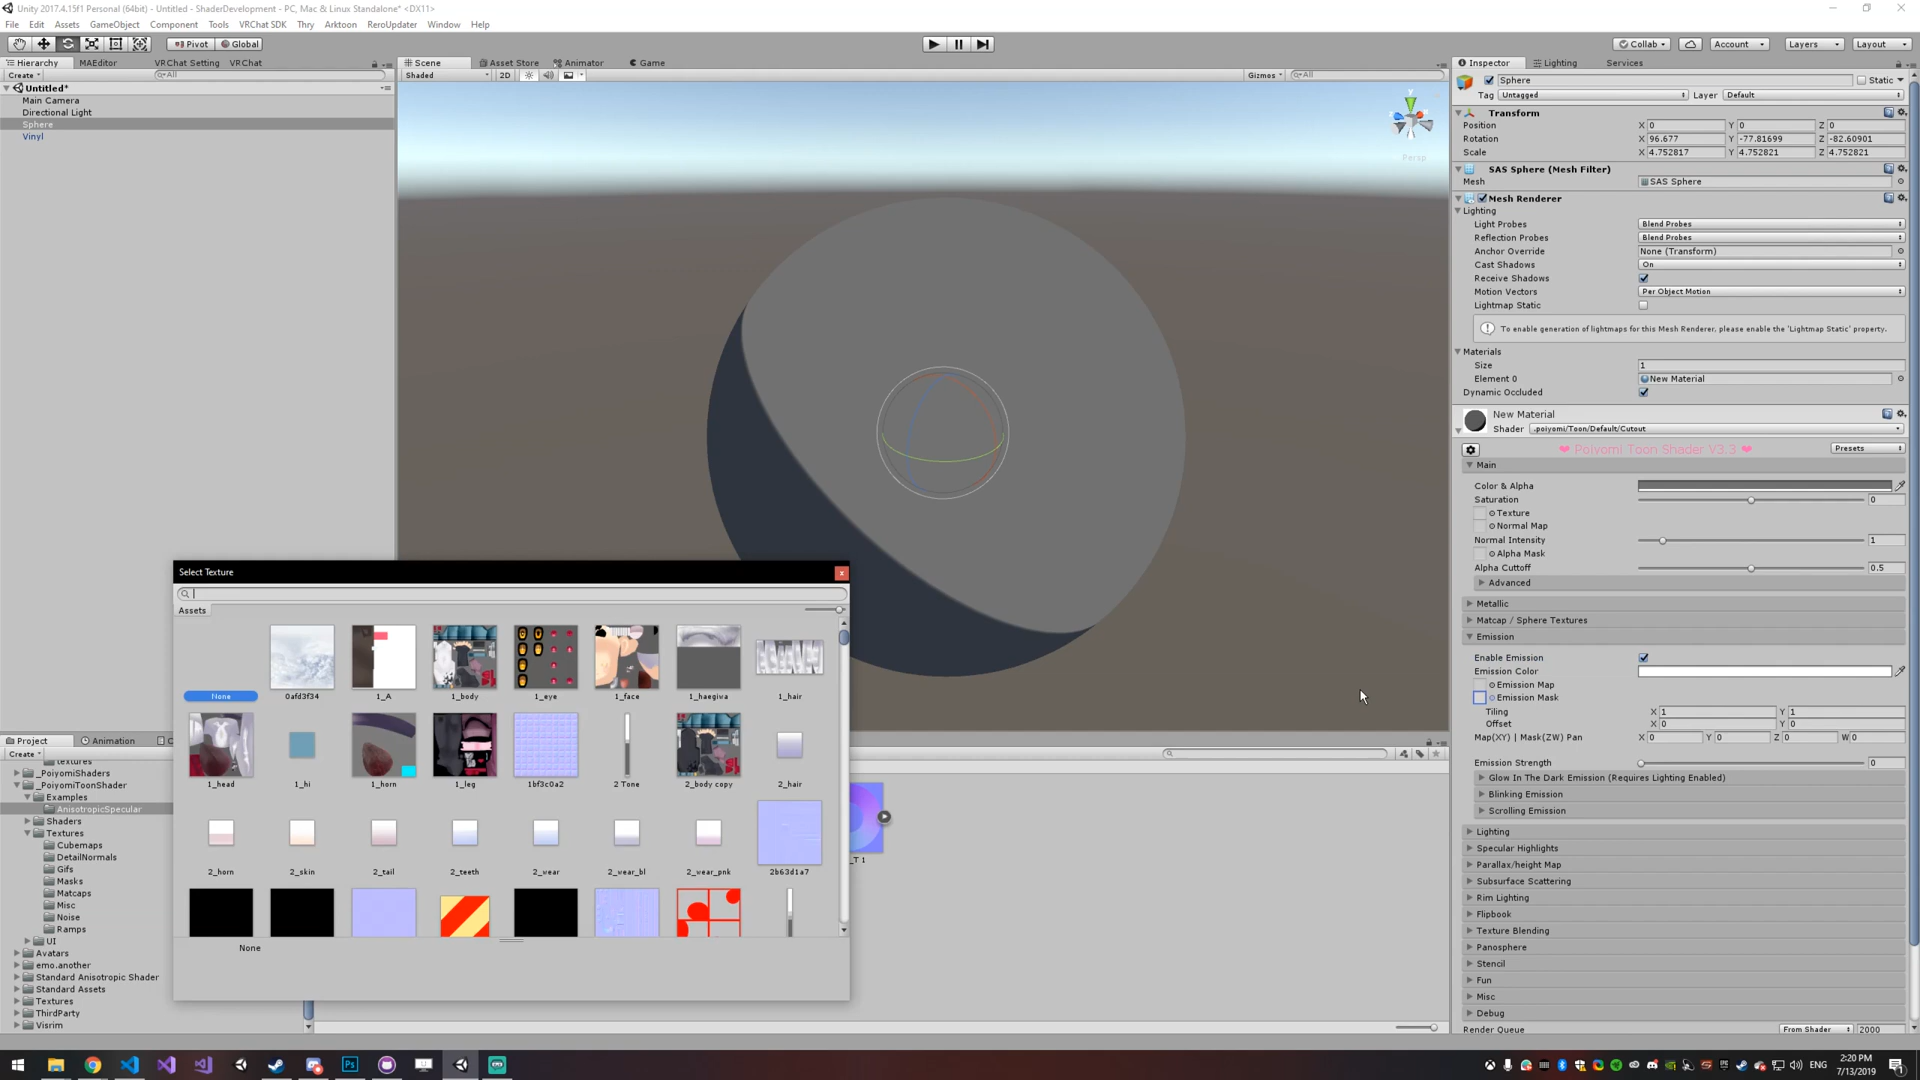 Unity 2017.4.15f1 Personal (64bit) - Untitled - ShaderDevelopment - PC, Mac & Linux Standalone* <DX11>
File Edit Assets GameObject Component Tools VRChat SDK Thry Arktoon ReroUpdater Window Help
Pivot Global Collab Account Layers Layout
Hierarchy MAEditor VRChat Setting VRChat
Create All
Untitled*
Main Camera
Directional Light
Sphere
Vinyl
Scene Asset Store Animator Game
Shaded 2D Gizmos All
Persp
Inspector Lighting Services
Sphere Static
Tag Untagged Layer Default
Transform
Position X 0 Y 0 Z 0
Rotation X 96.677 Y -77.81699 Z -82.60901
Scale X 4.752817 Y 4.752821 Z 4.752821
SAS Sphere (Mesh Filter)
Mesh SAS Sphere
Mesh Renderer
Lighting
Light Probes Blend Probes
Reflection Probes Blend Probes
Anchor Override None (Transform)
Cast Shadows On
Receive Shadows
Motion Vectors Per Object Motion
Lightmap Static
To enable generation of lightmaps for this Mesh Renderer, please enable the 'Lightmap Static' property.
Materials
Size 1
Element 0 New Material
Dynamic Occluded
New Material
Shader .poiyomi/Toon/Default/Cutout
❤ Poiyomi Toon Shader V3.3 ❤ Presets
Main
Color & Alpha
Saturation 0
Texture
Normal Map
Normal Intensity 1
Alpha Mask
Alpha Cuttoff 0.5
Advanced
Metallic
Matcap / Sphere Textures
Emission
Enable Emission
Emission Color
Emission Map
Emission Mask
Tiling X 1 Y 1
Offset X 0 Y 0
Map(XY) | Mask(ZW) Pan X 0 Y 0 Z 0 W 0
Emission Strength 0
Glow In The Dark Emission (Requires Lighting Enabled)
Blinking Emission
Scrolling Emission
Lighting
Specular Highlights
Parallax/height Map
Subsurface Scattering
Rim Lighting
Flipbook
Texture Blending
Panosphere
Stencil
Fun
Misc
Debug
Render Queue From Shader 2000
Select Texture
Assets
None 0afd3f34 1_A 1_body 1_eye 1_face 1_haegiva 1_hair
1_head 1_hi 1_horn 1_leg 1bf3c0a2 2 Tone 2_body copy 2_hair
2_horn 2_skin 2_tail 2_teeth 2_wear 2_wear_bl 2_wear_pnk 2b63d1a7
None
Project Animation
Create
textures
_PoiyomiShaders
_PoiyomiToonShader
Examples
AnisotropicSpecular
Shaders
Textures
Cubemaps
DetailNormals
Gifs
Masks
Matcaps
Misc
Noise
Ramps
UI
Avatars
emo.another
Standard Anisotropic Shader
Standard Assets
Textures
ThirdParty
Visrim
_T 1
ENG
2:20 PM
7/13/2019